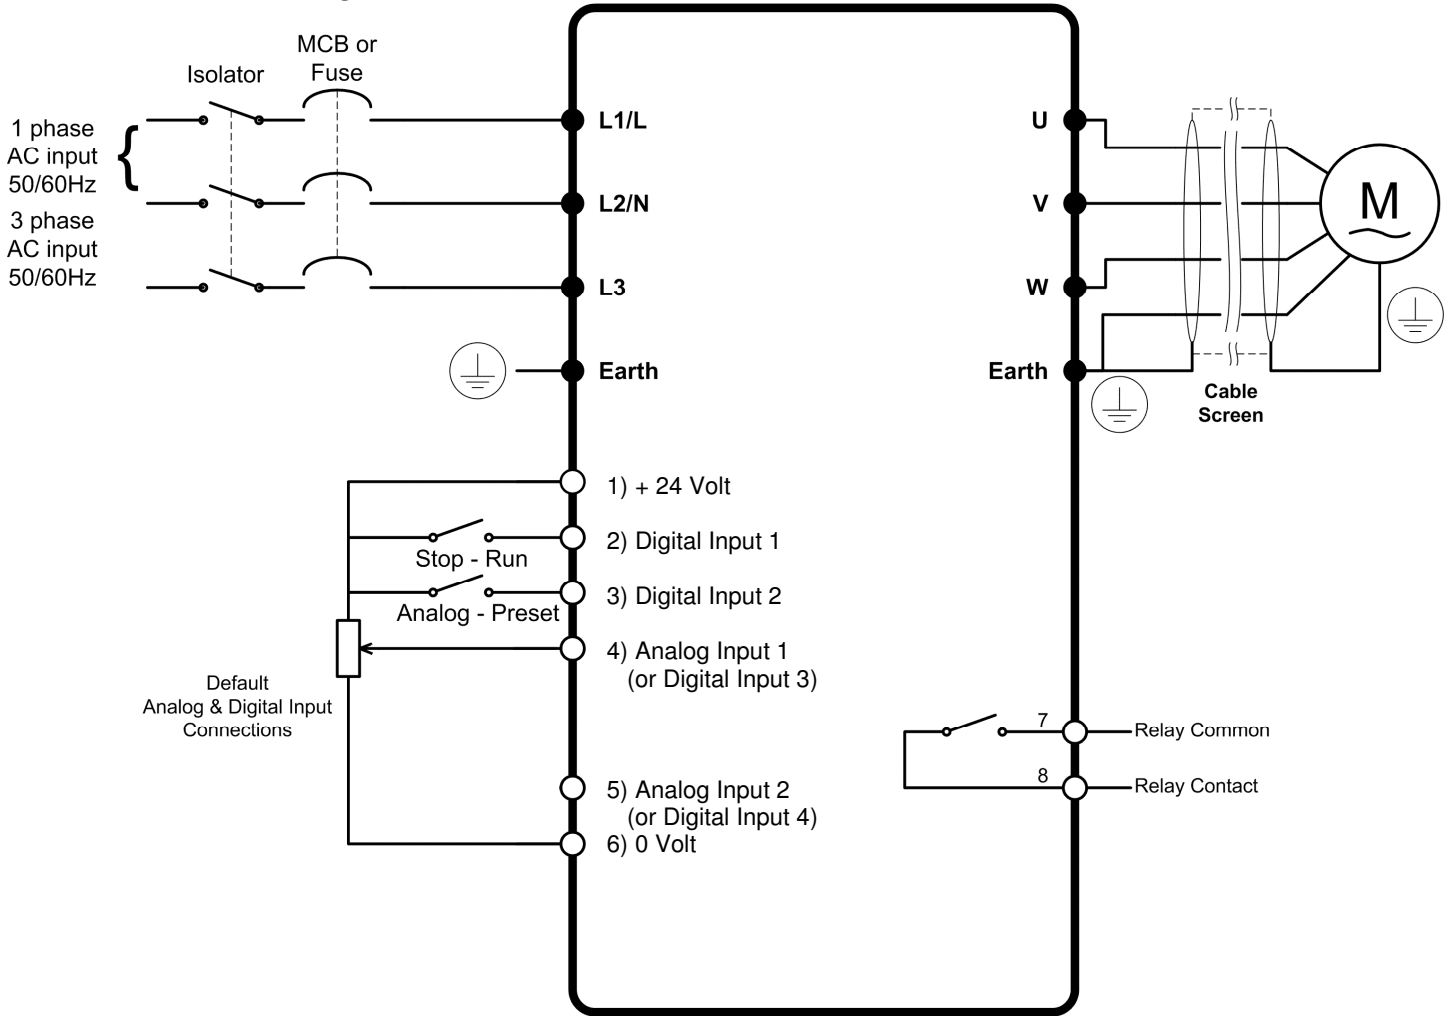 MCB or
Fuse
Isolator
1 phase
AC input
50/60Hz
3 phase
AC input
50/60Hz
L1/L
L2/N
L3
Earth
U
V
W
Earth
M
Cable
Screen
1) + 24 Volt
2) Digital Input 1
Stop - Run
3) Digital Input 2
Analog - Preset
4) Analog Input 1
(or Digital Input 3)
Default
Analog & Digital Input
Connections
5) Analog Input 2
(or Digital Input 4)
6) 0 Volt
7
Relay Common
8
Relay Contact